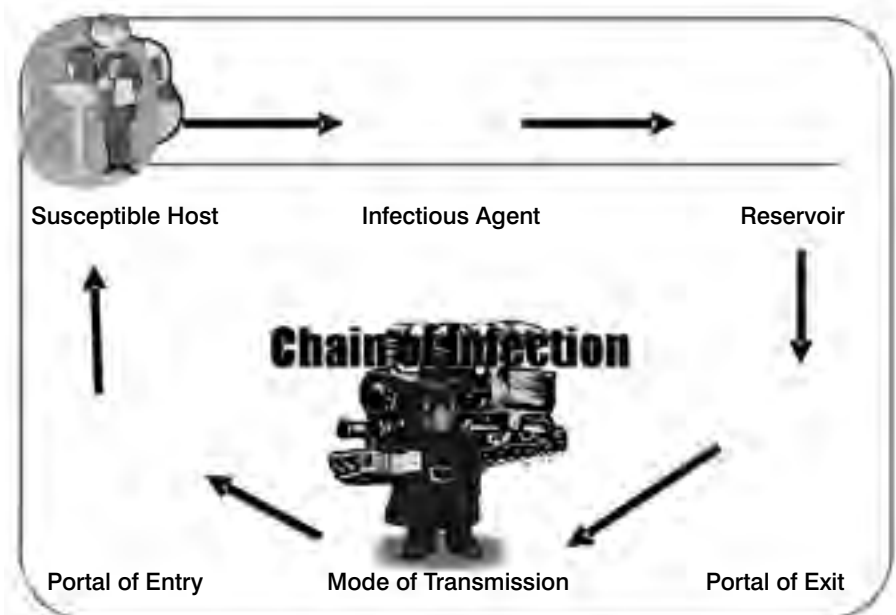 Susceptible Host
Infectious Agent
Reservoir
Chain of Infection
Portal of Entry
Mode of Transmission
Portal of Exit